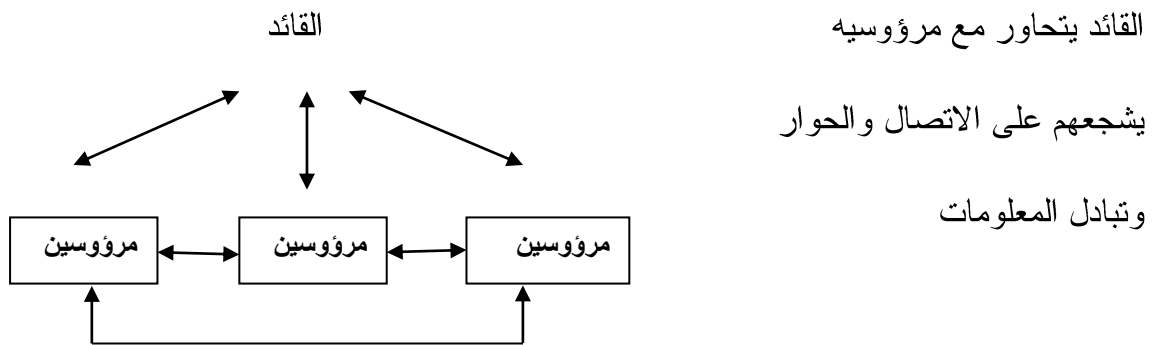 القائد يتحاور مع مرؤوسيه
يشجعهم على الاتصال والحوار
وتبادل المعلومات
القائد
مرؤوسين
مرؤوسين
مرؤوسين